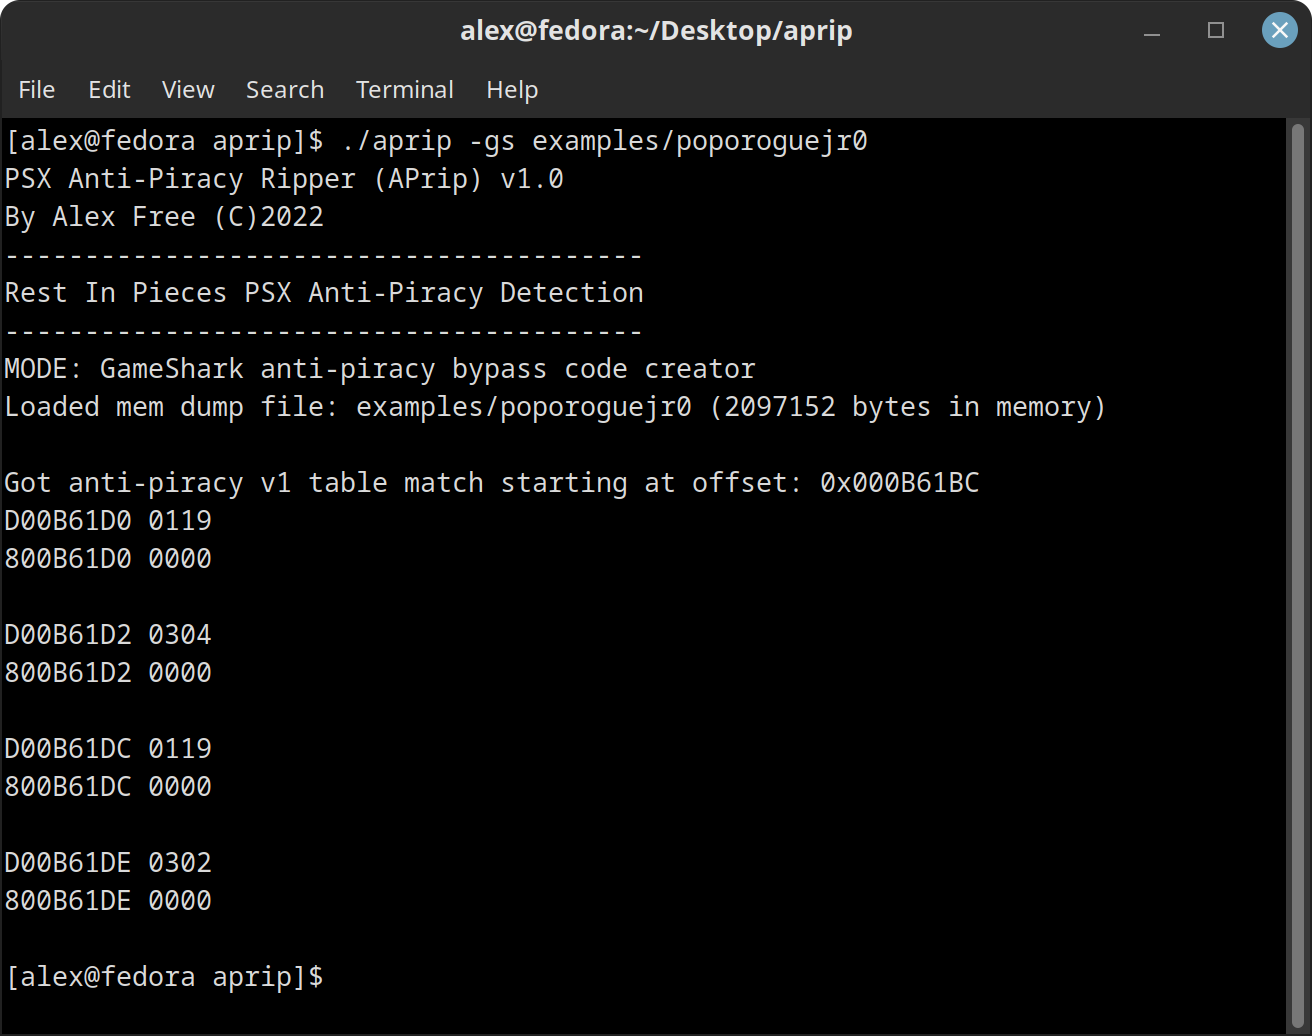 alex@fedora:~/Desktop/aprip
File Edit View Search Terminal Help
[alex@fedora aprip]$ ./aprip -gs examples/poporoguejr0
PSX Anti-Piracy Ripper (APrip) v1.0
By Alex Free (C)2022
----------------------------------------
Rest In Pieces PSX Anti-Piracy Detection
----------------------------------------
MODE: GameShark anti-piracy bypass code creator
Loaded mem dump file: examples/poporoguejr0 (2097152 bytes in memory)
Got anti-piracy v1 table match starting at offset: 0x000B61BC
D00B61D0 0119
800B61D0 0000
D00B61D2 0304
800B61D2 0000
D00B61DC 0119
800B61DC 0000
D00B61DE 0302
800B61DE 0000
[alex@fedora aprip]$